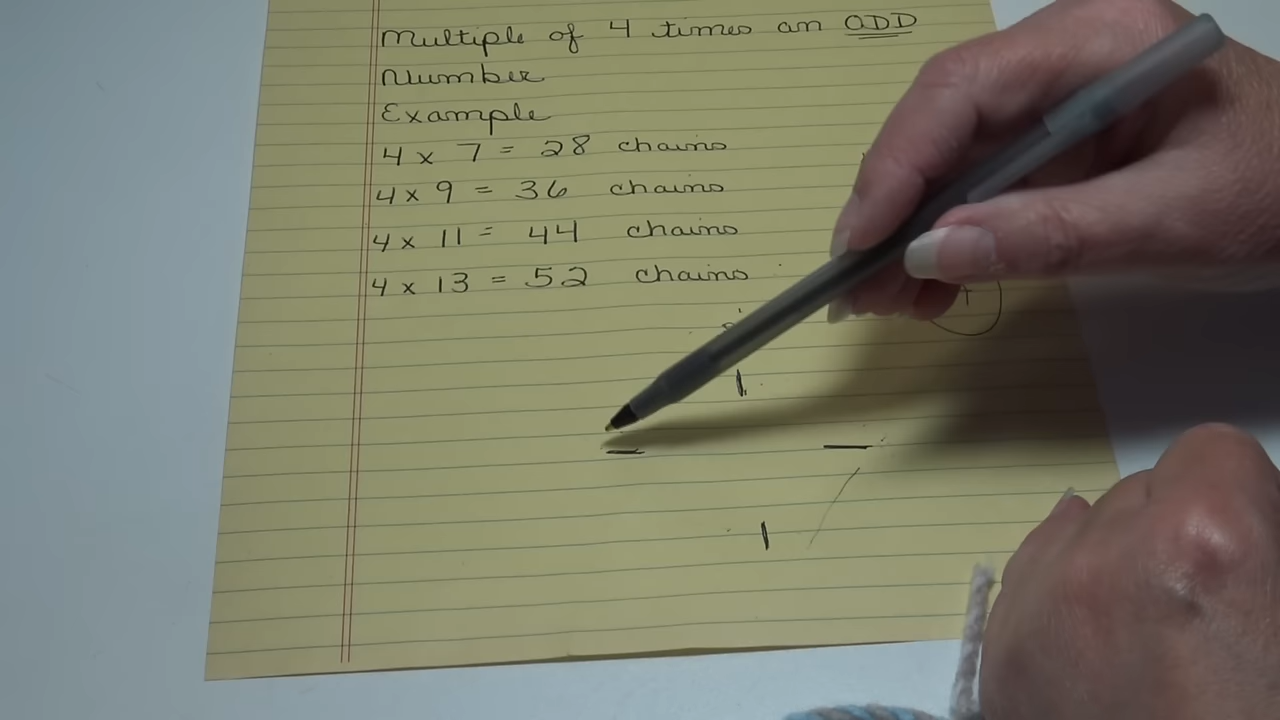 Multiple of 4 times an ODD
Number
Example
4 x 7 = 28 chains
4 x 9 = 36 chains
4 x 11 = 44 chains
4 x 13 = 52 chains